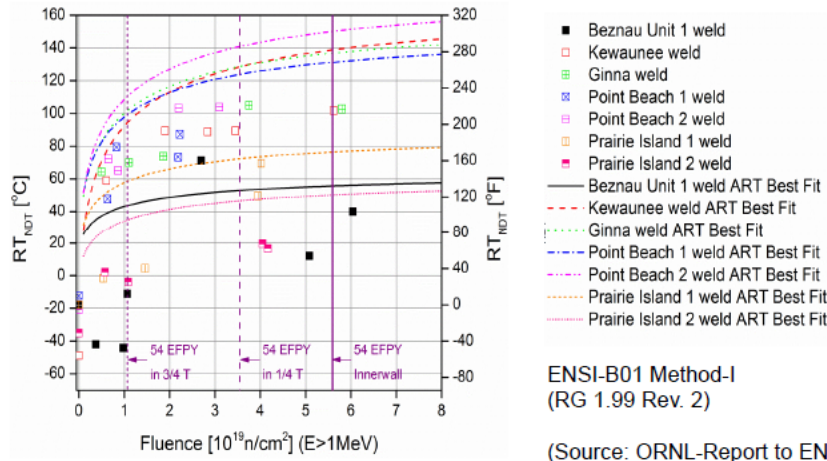 160
140
120
100
80
60
40
20
0
-20
-40
-60
RT_NDT [°C]
320
280
240
200
160
120
80
40
0
-40
-80
RT_NDT [°F]
54 EFPY
in 3/4 T
54 EFPY
in 1/4 T
54 EFPY
Innerwall
0 1 2 3 4 5 6 7 8
Fluence [10¹⁹n/cm²] (E>1MeV)
Beznau Unit 1 weld
Kewaunee weld
Ginna weld
Point Beach 1 weld
Point Beach 2 weld
Prairie Island 1 weld
Prairie Island 2 weld
Beznau Unit 1 weld ART Best Fit
Kewaunee weld ART Best Fit
Ginna weld ART Best Fit
Point Beach 1 weld ART Best Fit
Point Beach 2 weld ART Best Fit
Prairie Island 1 weld ART Best Fit
Prairie Island 2 weld ART Best Fit
ENSI-B01 Method-I
(RG 1.99 Rev. 2)
(Source: ORNL-Report to EN